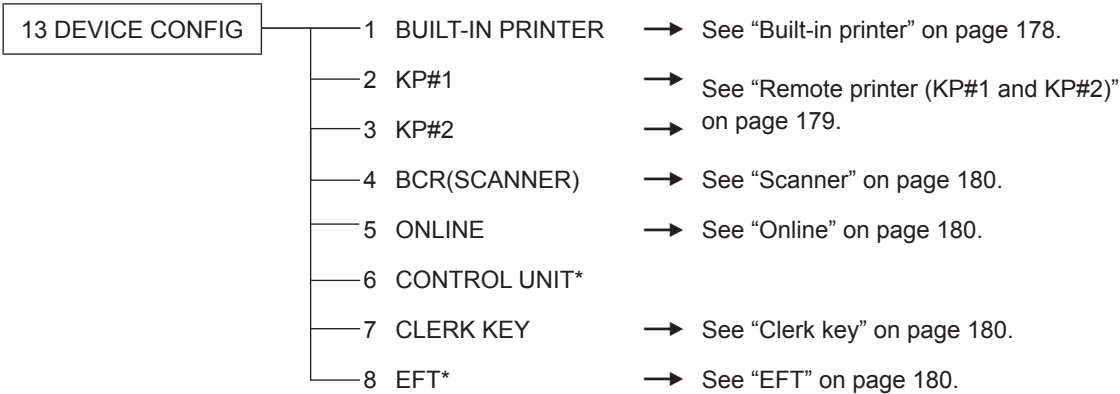 13 DEVICE CONFIG
1 BUILT-IN PRINTER See “Built-in printer” on page 178.
2 KP#1 See “Remote printer (KP#1 and KP#2)”
on page 179.
3 KP#2
4 BCR(SCANNER) See “Scanner” on page 180.
5 ONLINE See “Online” on page 180.
6 CONTROL UNIT*
7 CLERK KEY See “Clerk key” on page 180.
8 EFT* See “EFT” on page 180.